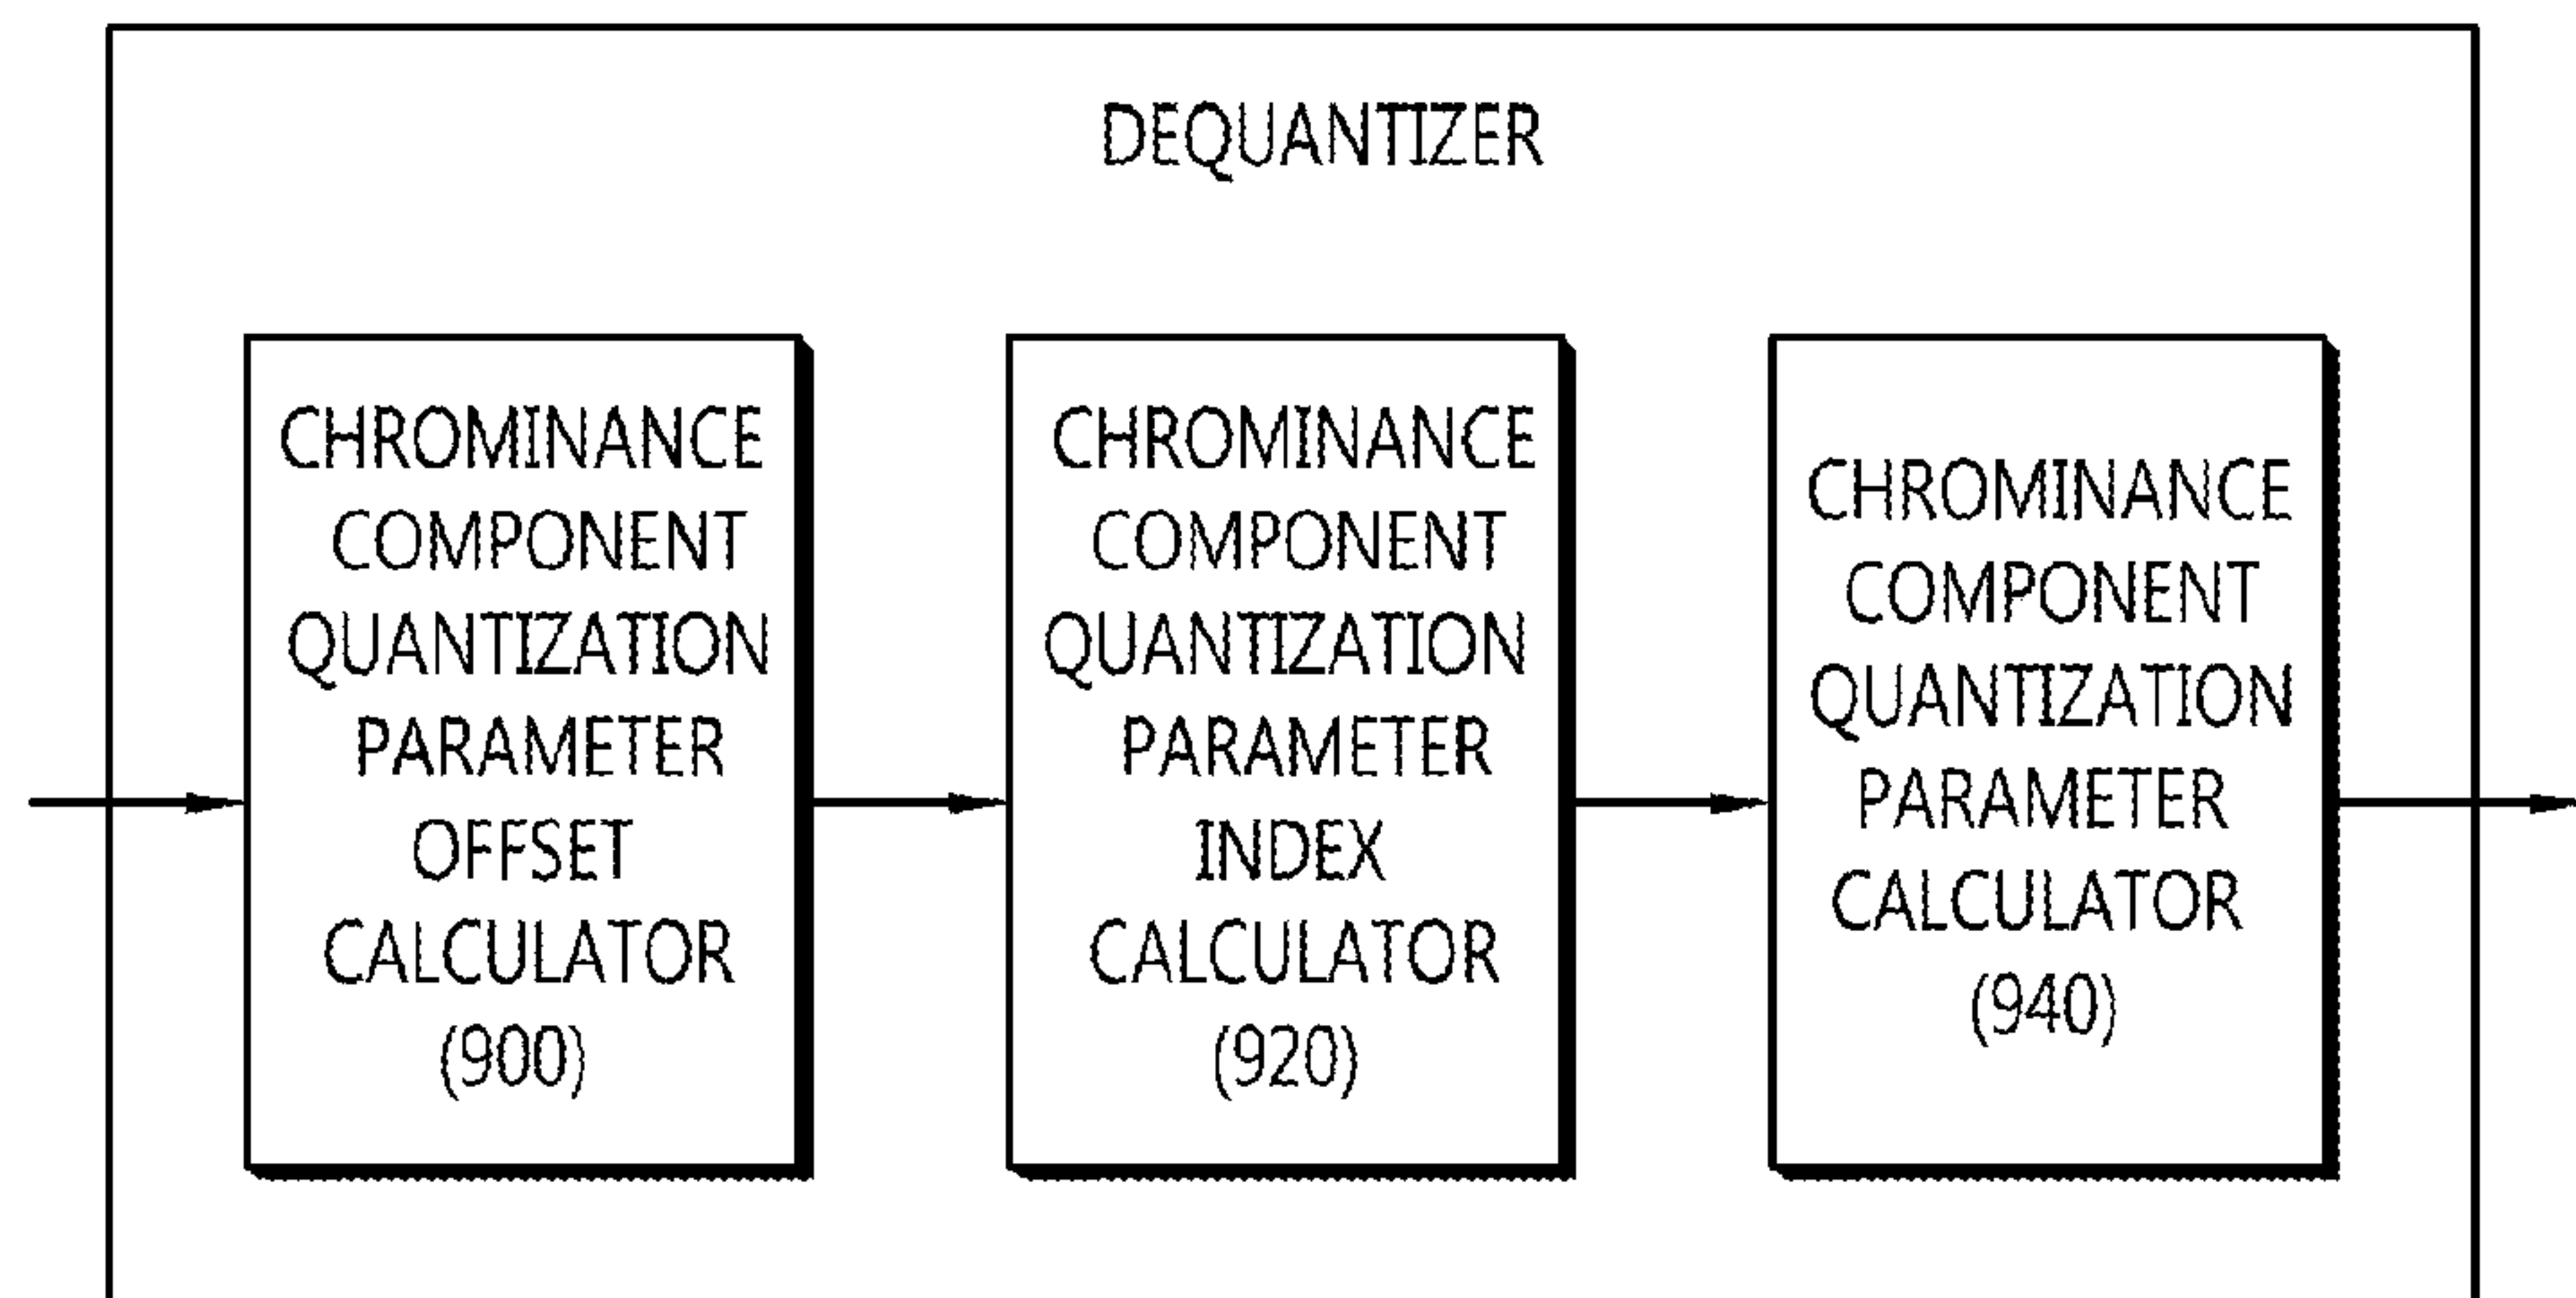 DEQUANTIZER
CHROMINANCE
COMPONENT
QUANTIZATION
PARAMETER
OFFSET
CALCULATOR
(900)
CHROMINANCE
COMPONENT
QUANTIZATION
PARAMETER
INDEX
CALCULATOR
(920)
CHROMINANCE
COMPONENT
QUANTIZATION
PARAMETER
CALCULATOR
(940)